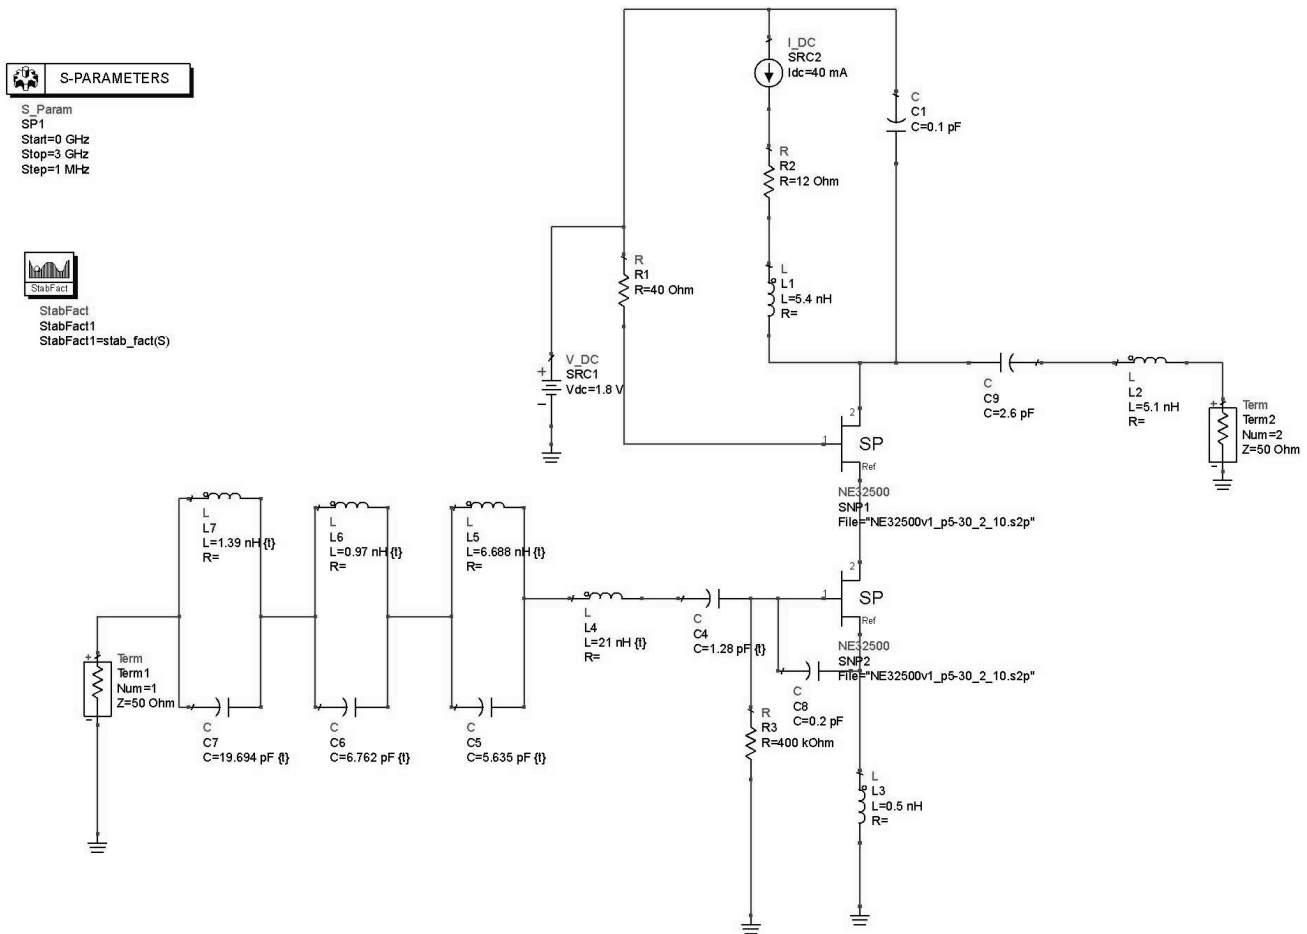 S-PARAMETERS
S_Param
SP1
Start=0 GHz
Stop=3 GHz
Step=1 MHz
StabFact
StabFact
StabFact1
StabFact1=stab_fact(S)
I_DC
SRC2
Idc=40 mA
C
C1
C=0.1 pF
R
R2
R=12 Ohm
R
R1
R=40 Ohm
L
L1
L=5.4 nH
R=
+
V_DC
SRC1
Vdc=1.8 V
-
C
C9
C=2.6 pF
L
L2
L=5.1 nH
R=
+
Term
Term2
Num=2
Z=50 Ohm
-
2
1
SP
Ref
NE32500
SNP1
File="NE32500v1_p5-30_2_10.s2p"
L
L7
L=1.39 nH {t}
R=
L
L6
L=0.97 nH {t}
R=
L
L5
L=6.688 nH {t}
R=
L
L4
L=21 nH {t}
R=
C
C4
C=1.28 pF {t}
2
1
SP
Ref
NE32500
SNP2
File="NE32500v1_p5-30_2_10.s2p"
+
Term
Term1
Num=1
Z=50 Ohm
-
C
C7
C=19.694 pF {t}
C
C6
C=6.762 pF {t}
C
C5
C=5.635 pF {t}
C
C8
C=0.2 pF
R
R3
R=400 kOhm
L
L3
L=0.5 nH
R=